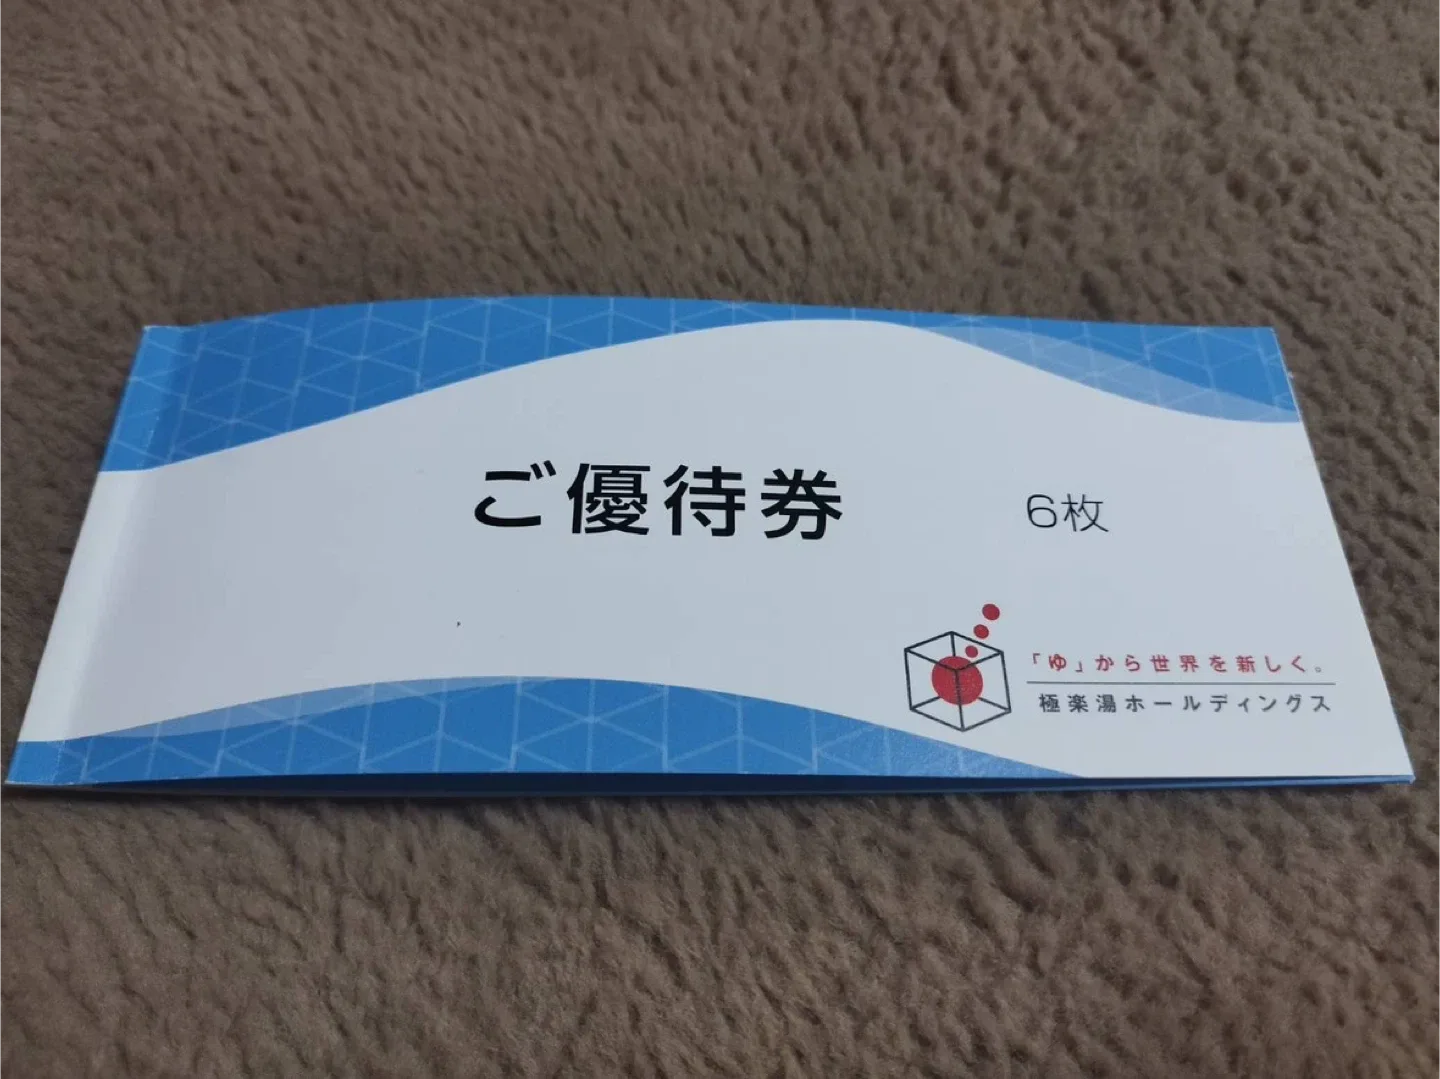 ご優待券 6枚
「ゆ」から世界を新しく。
極楽湯ホールディングス